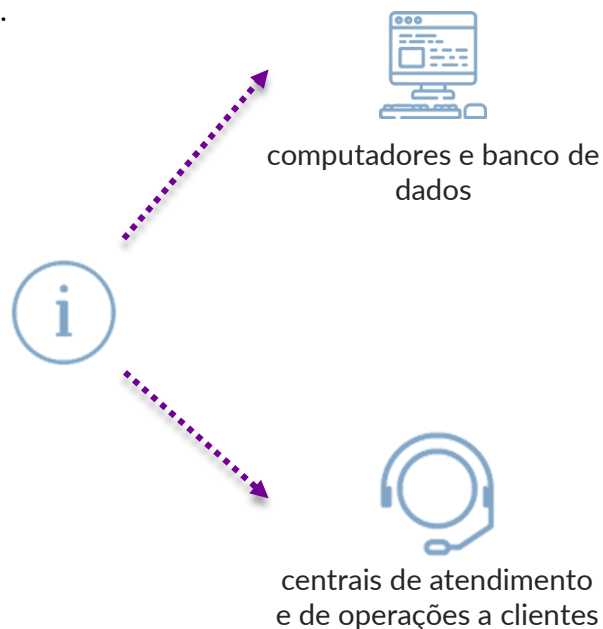 .
computadores e banco de
dados
i
centrais de atendimento
e de operações a clientes